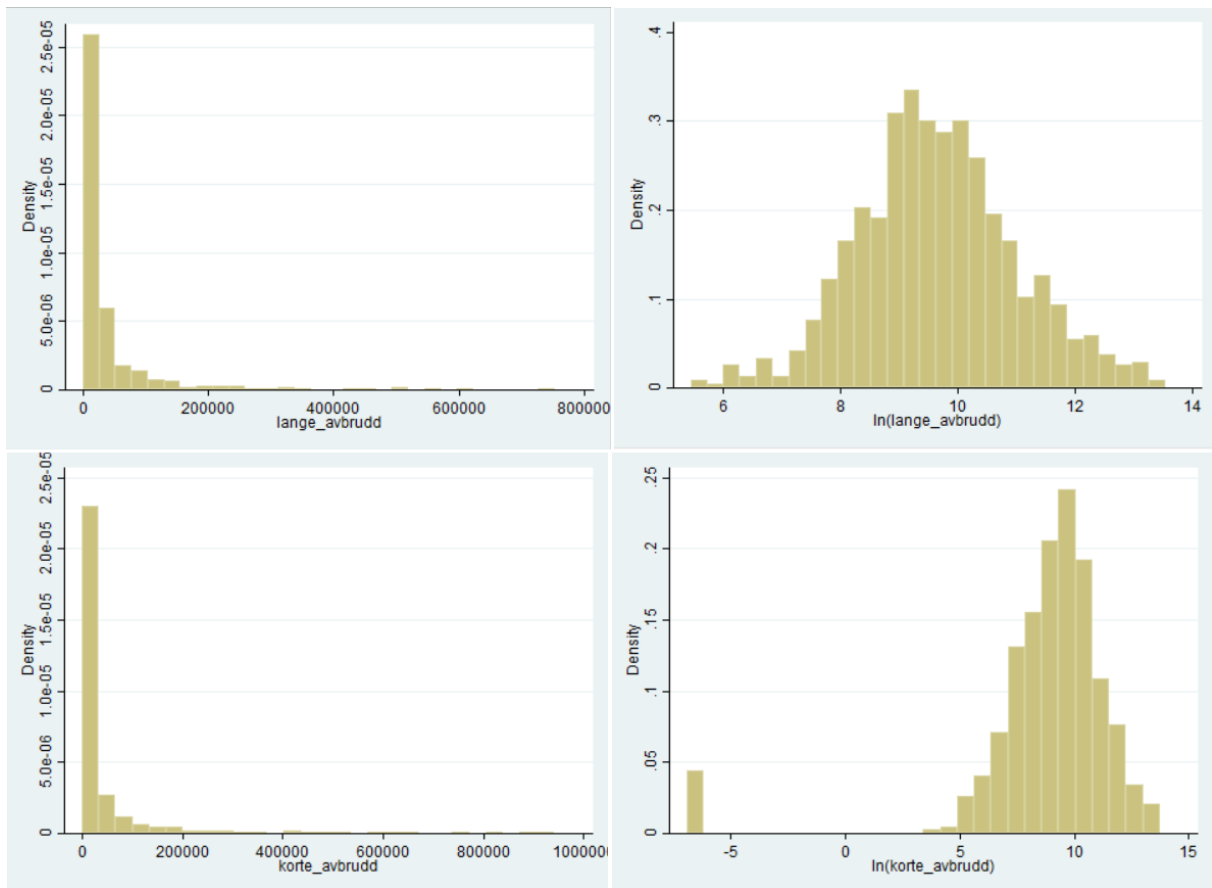 Density
0 5.0e-06 1.0e-05 1.5e-05 2.0e-05 2.5e-05
0 200000 400000 600000 800000
lange_avbrudd
Density
0 .1 .2 .3 .4
6 8 10 12 14
ln(lange_avbrudd)
Density
0 5.0e-06 1.0e-05 1.5e-05 2.0e-05 2.5e-05
0 200000 400000 600000 800000 1000000
korte_avbrudd
Density
0 .05 .1 .15 .2 .25
-5 0 5 10 15
ln(korte_avbrudd)